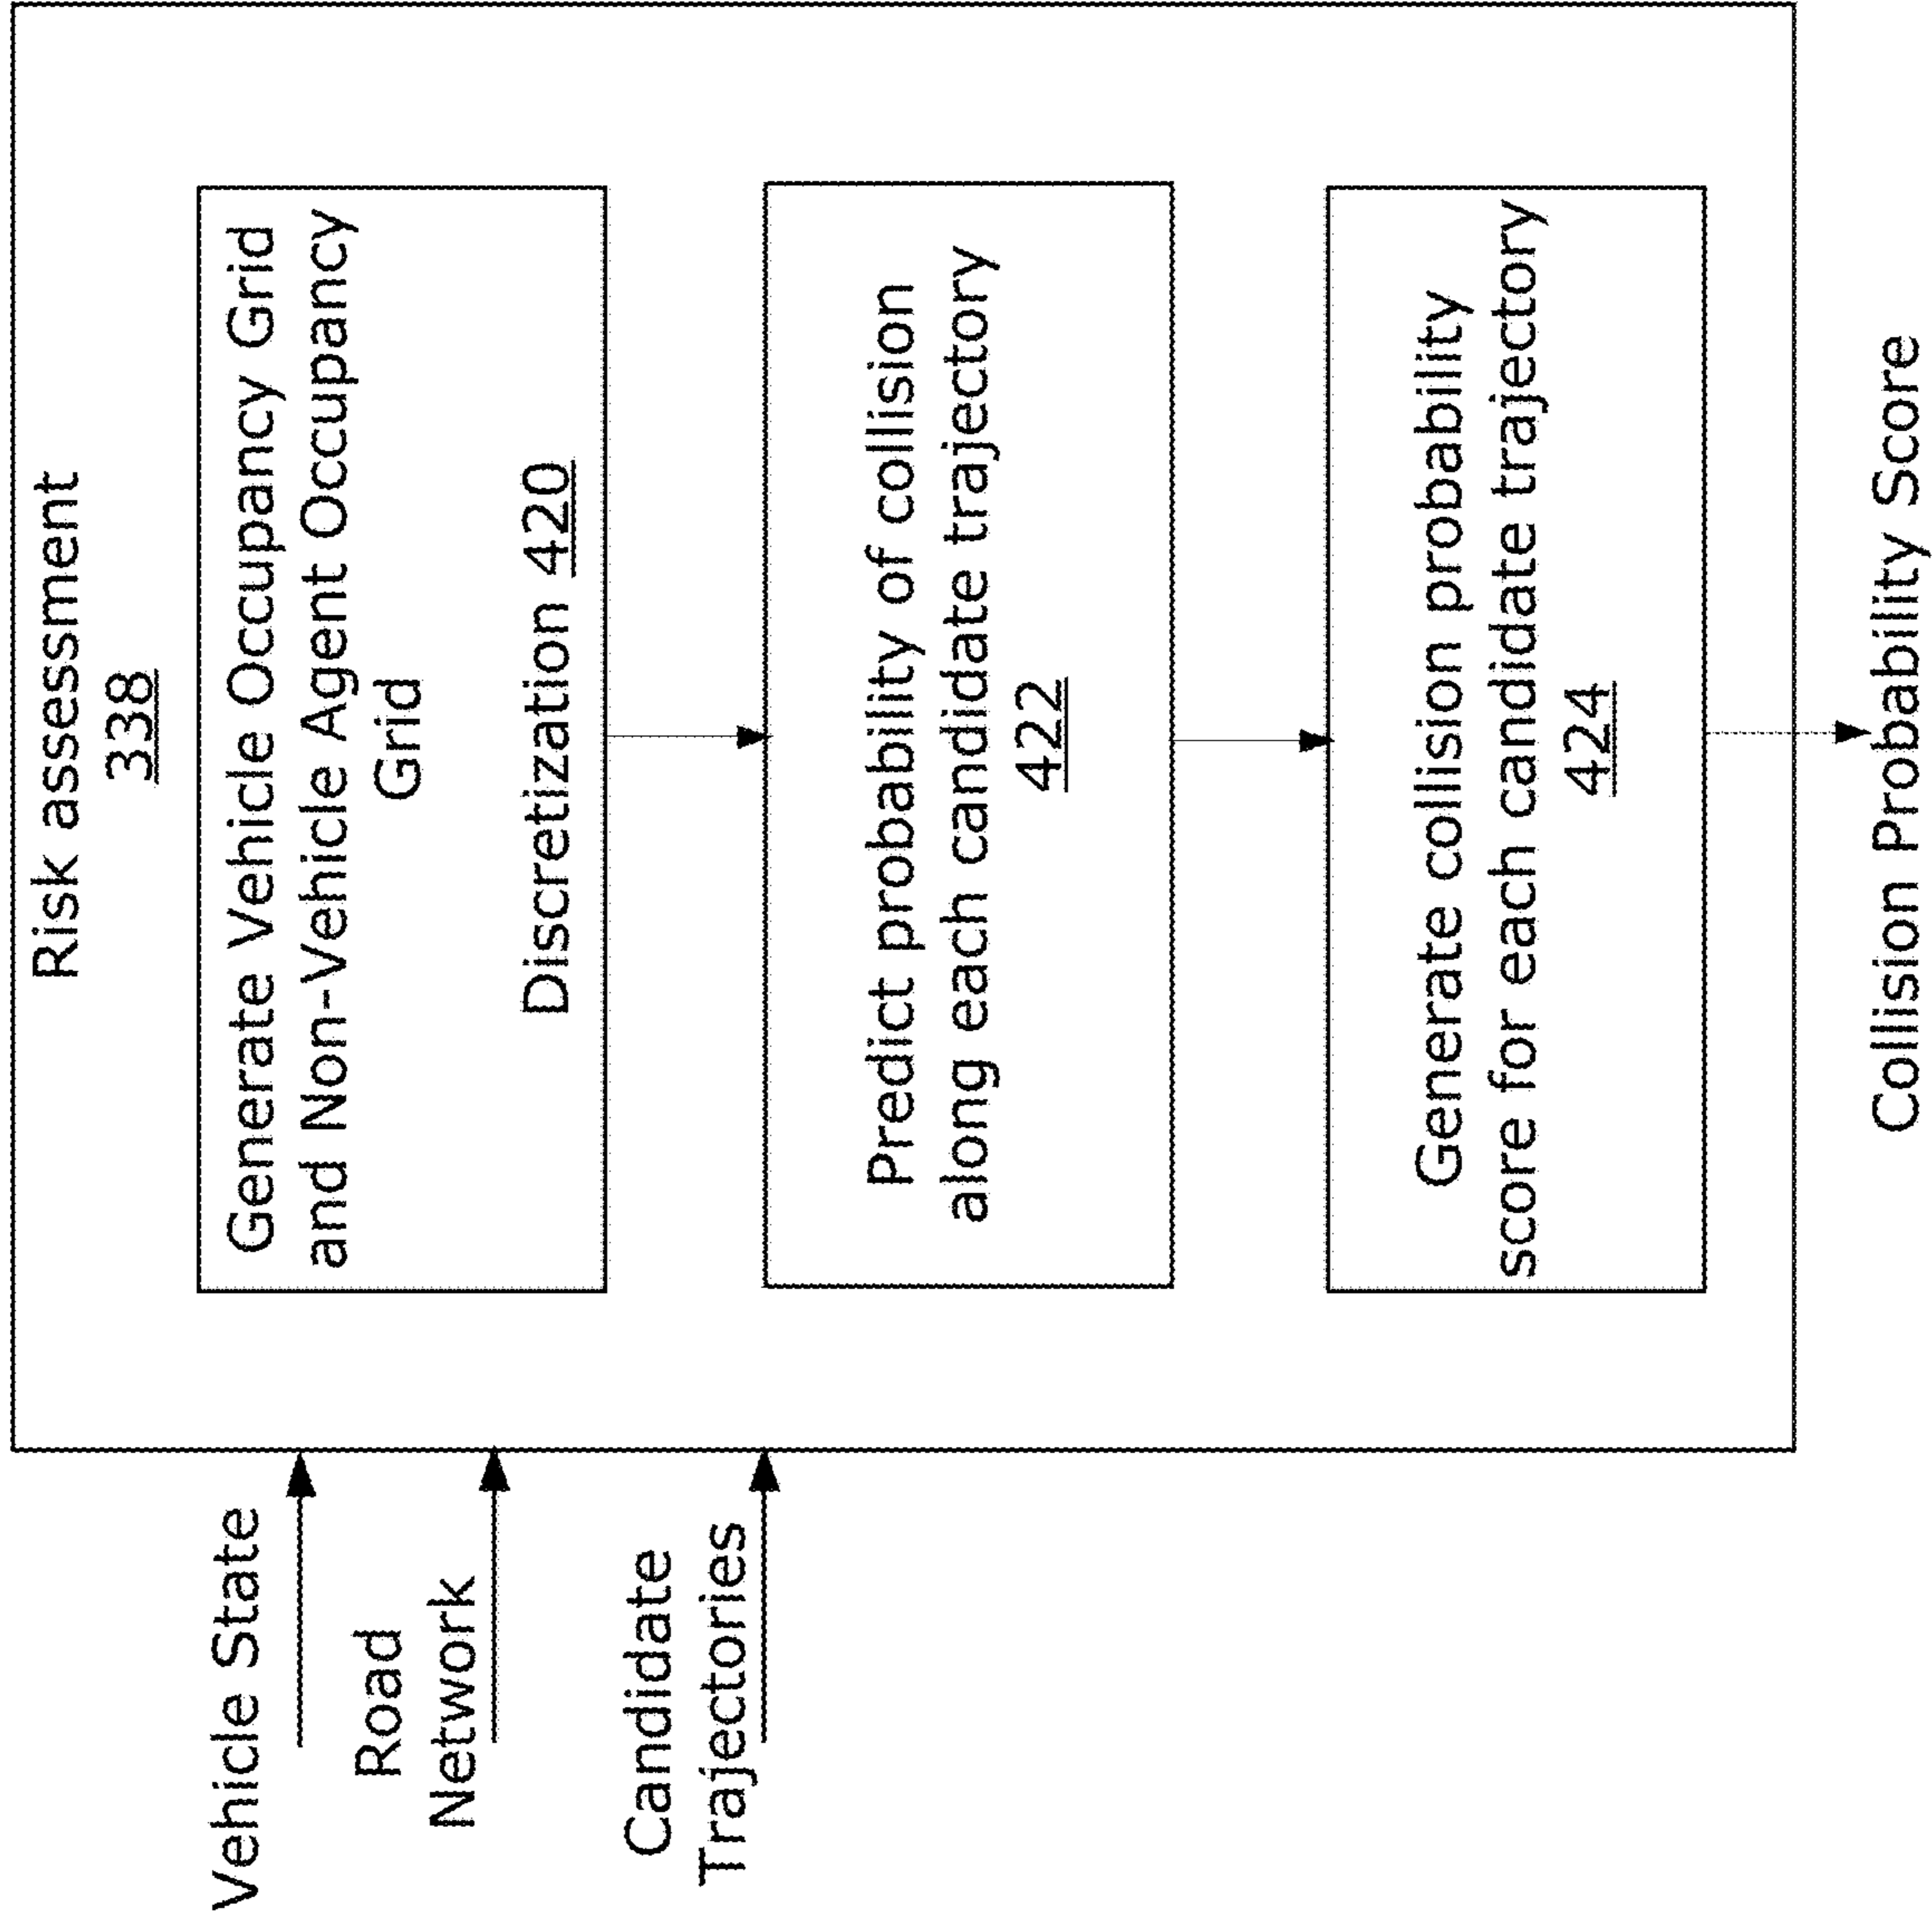 Risk assessment
338
Vehicle State
Road
Network
Candidate
Trajectories
Generate Vehicle Occupancy Grid
and Non-Vehicle Agent Occupancy
Grid
Discretization 420
Predict probability of collision
along each candidate trajectory
422
Generate collision probability
score for each candidate trajectory
424
Collision Probability Score